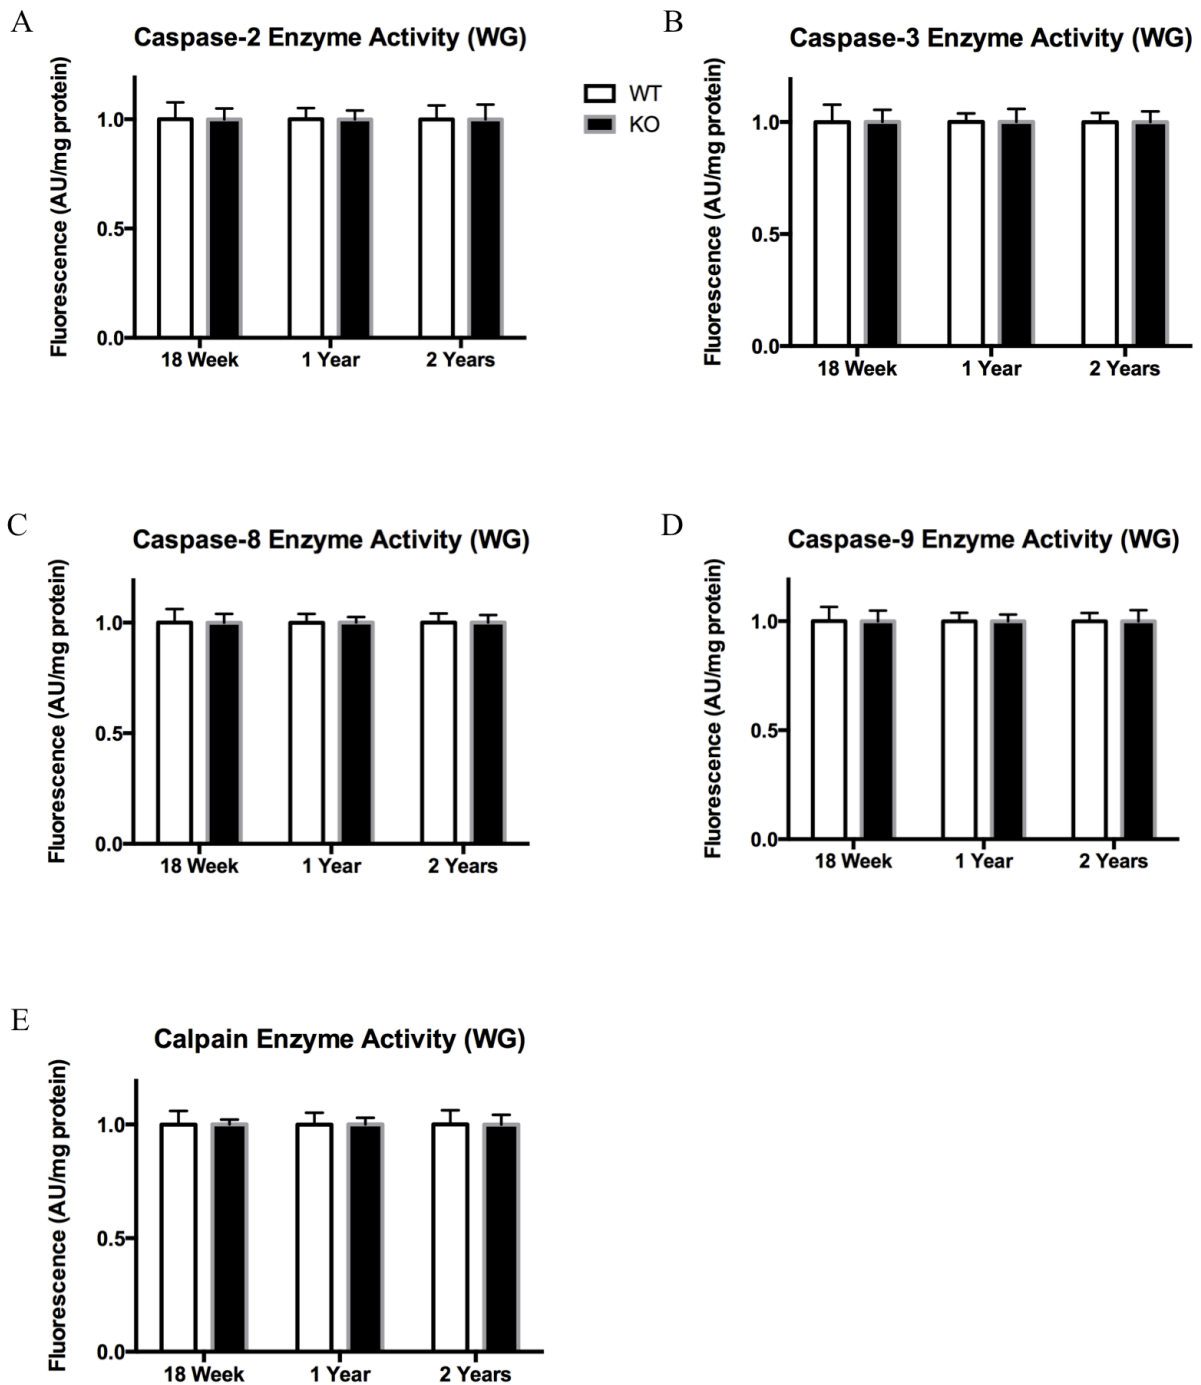 A
Caspase-2 Enzyme Activity (WG)
Fluorescence (AU/mg protein)
1.0
0.5
0.0
18 Week
1 Year
2 Years
WT
KO
B
Caspase-3 Enzyme Activity (WG)
Fluorescence (AU/mg protein)
1.0
0.5
0.0
18 Week
1 Year
2 Years
C
Caspase-8 Enzyme Activity (WG)
Fluorescence (AU/mg protein)
1.0
0.5
0.0
18 Week
1 Year
2 Years
D
Caspase-9 Enzyme Activity (WG)
Fluorescence (AU/mg protein)
1.0
0.5
0.0
18 Week
1 Year
2 Years
E
Calpain Enzyme Activity (WG)
Fluorescence (AU/mg protein)
1.0
0.5
0.0
18 Week
1 Year
2 Years